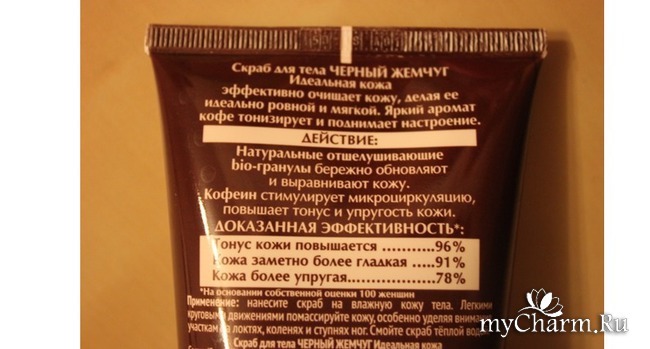 Скраб для тела ЧЕРНЫЙ ЖЕМЧУГ
Идеальная кожа
эффективно очищает кожу, делая ее
идеально ровной и мягкой. Яркий аромат
кофе тонизирует и поднимает настроение.
ДЕЙСТВИЕ:
Натуральные отшелушивающие
bio-гранулы бережно обновляют
и выравнивают кожу.
Кофеин стимулирует микроциркуляцию,
повышает тонус и упругость кожи.
ДОКАЗАННАЯ ЭФФЕКТИВНОСТЬ*:
Тонус кожи повышается ...........96%
Кожа заметно более гладкая ......91%
Кожа более упругая................78%
*На основании собственной оценки 100 женщин
Применение: нанесите скраб на влажную кожу тела. Легкими
круговыми движениями помассируйте кожу, особенно уделяя внимание
участкам на локтях, коленях и ступнях ног. Смойте скраб тёплой вод
Скраб для тела ЧЕРНЫЙ ЖЕМЧУГ Идеальная кожа
myCharm.Ru